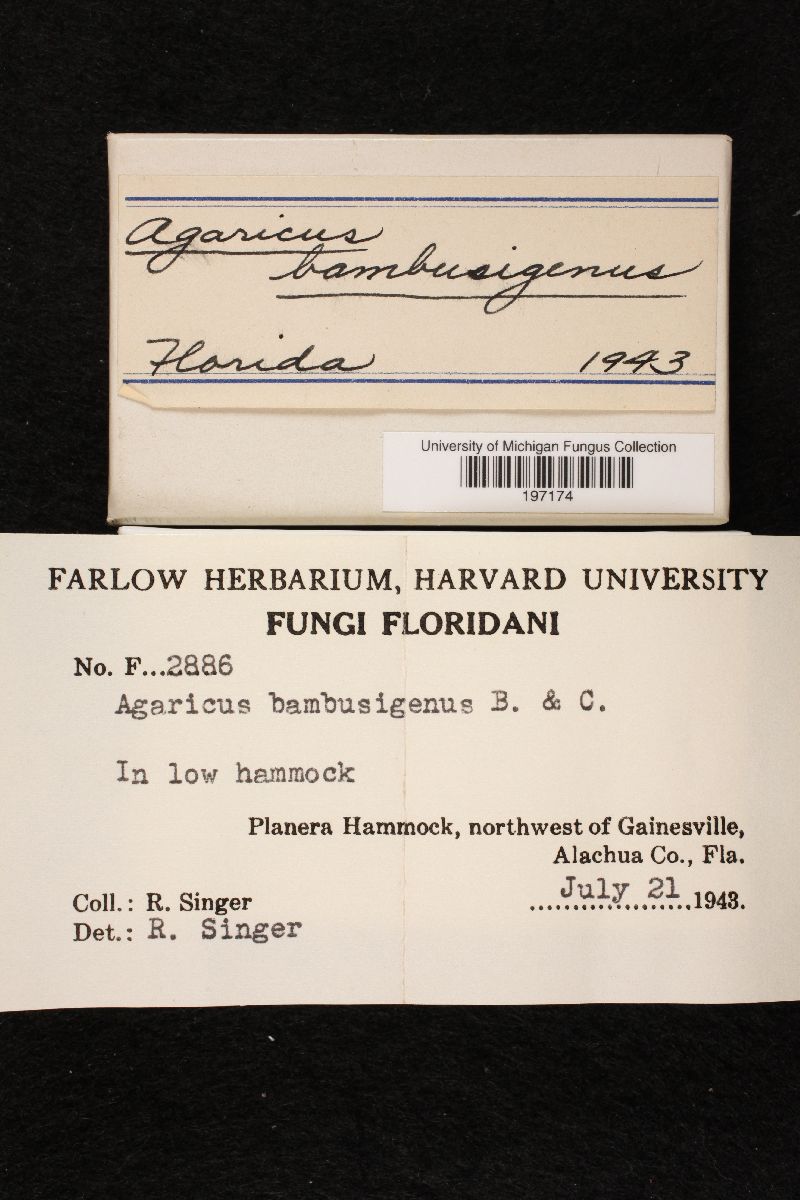 Agaricus
bambusigenus
Florida 1943
University of Michigan Fungus Collection
197174
FARLOW HERBARIUM, HARVARD UNIVERSITY
FUNGI FLORIDANI
No. F...2886
Agaricus bambusigenus B. & C.
In low hammock
Planera Hammock, northwest of Gainesville,
Alachua Co., Fla.
Coll.: R. Singer July 21 1943.
Det.: R. Singer